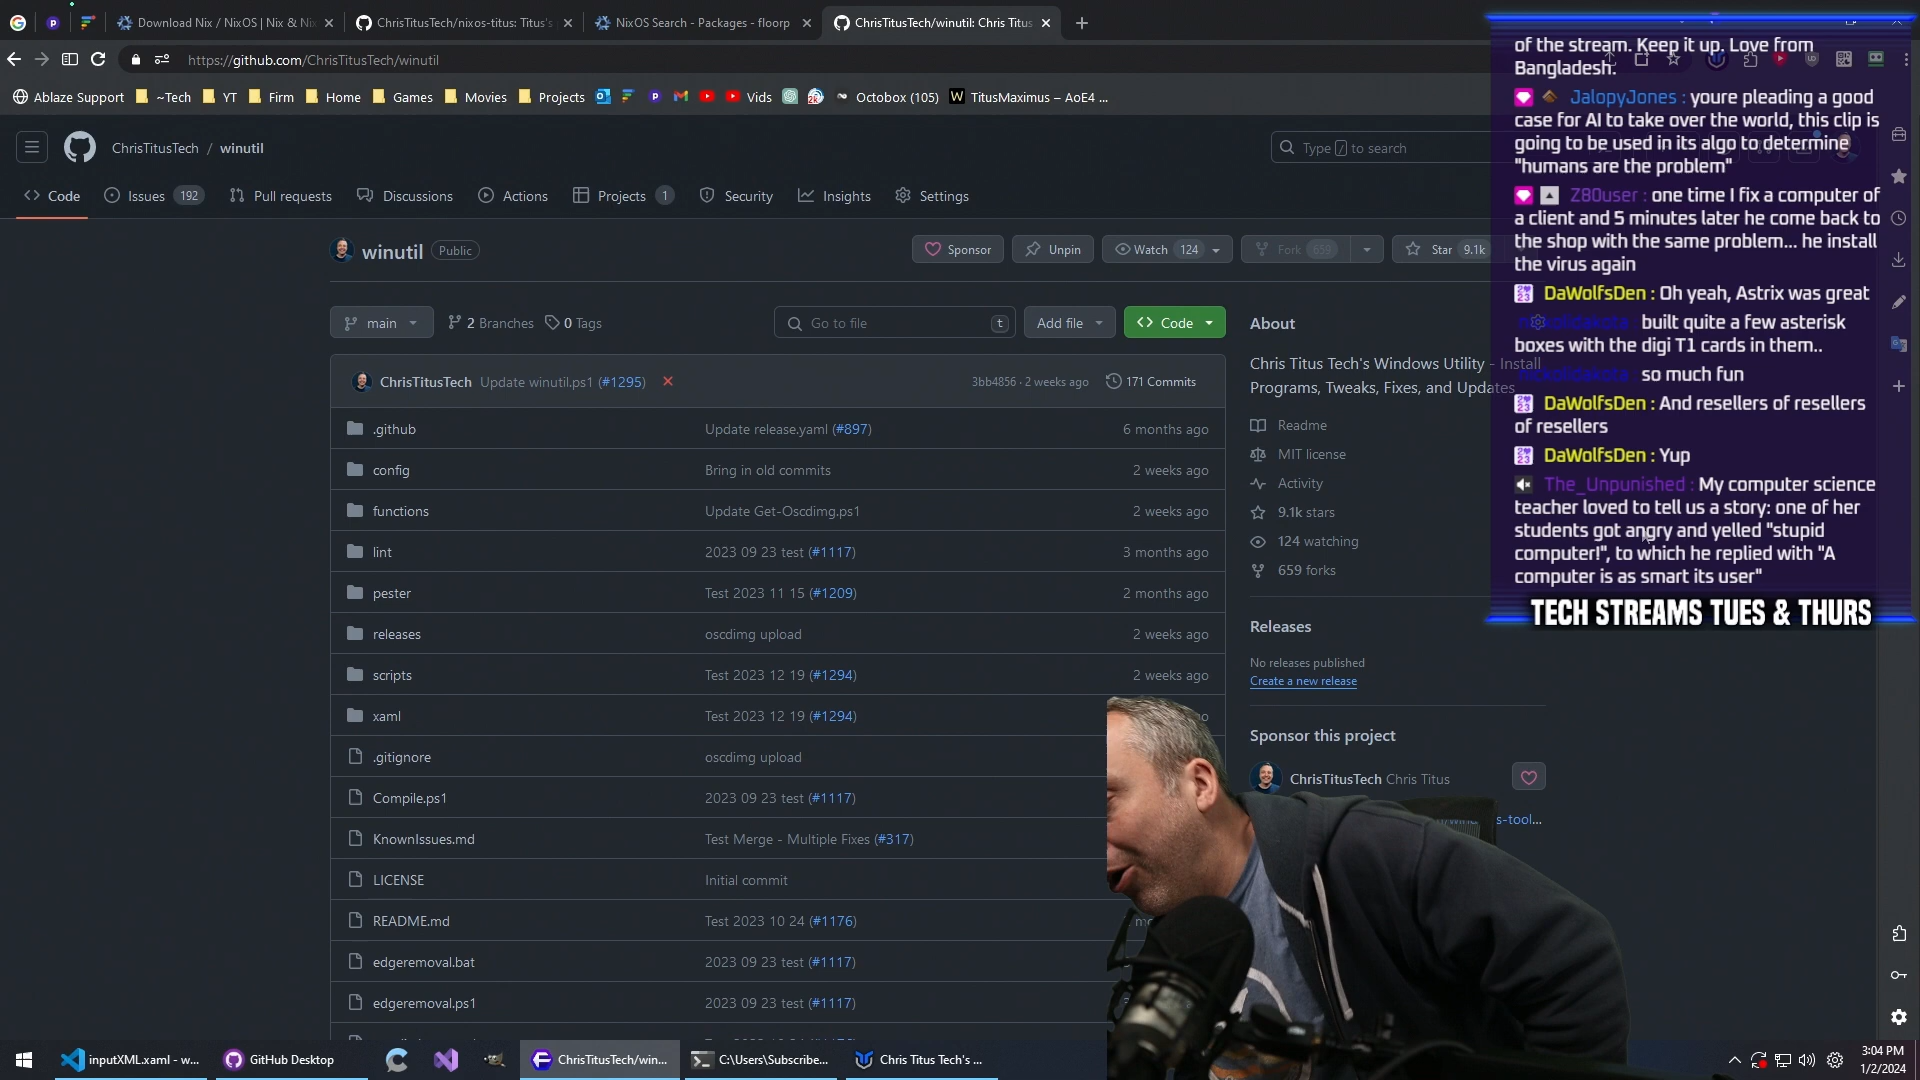 Download Nix / NixOS | Nix & Nix
ChrisTitusTech/nixos-titus: Titus's
NixOS Search - Packages - floorp
ChrisTitusTech/winutil: Chris Titus
https://github.com/ChrisTitusTech/winutil
Ablaze Support
~Tech
YT
Firm
Home
Games
Movies
Projects
Vids
Octobox (105)
TitusMaximus – AoE4 ...
ChrisTitusTech / winutil
Type / to search
Code
Issues 192
Pull requests
Discussions
Actions
Projects 1
Security
Insights
Settings
winutil Public
Sponsor
Unpin
Watch 124
Fork 659
Star 9.1k
main
2 Branches
0 Tags
Go to file
t
Add file
Code
ChrisTitusTech Update winutil.ps1 (#1295)
3bb4856 · 2 weeks ago
171 Commits
.github Update release.yaml (#897) 6 months ago
config Bring in old commits 2 weeks ago
functions Update Get-Oscdimg.ps1 2 weeks ago
lint 2023 09 23 test (#1117) 3 months ago
pester Test 2023 11 15 (#1209) 2 months ago
releases oscdimg upload 2 weeks ago
scripts Test 2023 12 19 (#1294) 2 weeks ago
xaml Test 2023 12 19 (#1294)
.gitignore oscdimg upload
Compile.ps1 2023 09 23 test (#1117)
KnownIssues.md Test Merge - Multiple Fixes (#317)
LICENSE Initial commit
README.md Test 2023 10 24 (#1176)
edgeremoval.bat 2023 09 23 test (#1117)
edgeremoval.ps1 2023 09 23 test (#1117)
About
Chris Titus Tech's Windows Utility - Install
Programs, Tweaks, Fixes, and Updates
Readme
MIT license
Activity
9.1k stars
124 watching
659 forks
Releases
No releases published
Create a new release
Sponsor this project
ChrisTitusTech Chris Titus
s-tool...
of the stream. Keep it up. Love from
Bangladesh.
JalopyJones : youre pleading a good
case for AI to take over the world, this clip is
going to be used in its algo to determine
"humans are the problem"
Z80user : one time I fix a computer of
a client and 5 minutes later he come back to
the shop with the same problem... he install
the virus again
DaWolfsDen : Oh yeah, Astrix was great
: built quite a few asterisk
boxes with the digi T1 cards in them..
: so much fun
DaWolfsDen : And resellers of resellers
of resellers
DaWolfsDen : Yup
The_Unpunished : My computer science
teacher loved to tell us a story: one of her
students got angry and yelled "stupid
computer!", to which he replied with "A
computer is as smart its user"
TECH STREAMS TUES & THURS
inputXML.xaml - w...
GitHub Desktop
ChrisTitusTech/win...
C:\Users\Subscribe...
Chris Titus Tech's ...
3:04 PM
1/2/2024